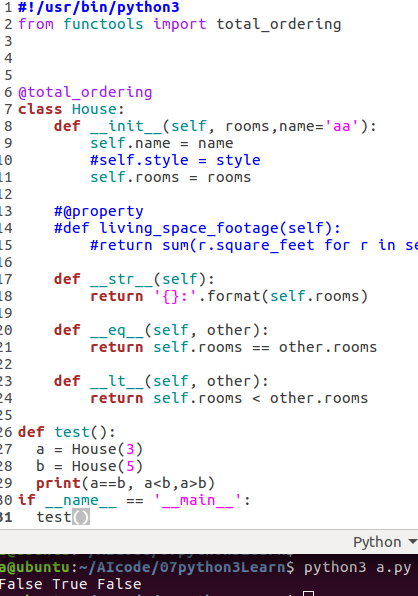 1 #!/usr/bin/python3
2 from functools import total_ordering
3
4
5
6 @total_ordering
7 class House:
8     def __init__(self, rooms,name='aa'):
9         self.name = name
10         #self.style = style
11         self.rooms = rooms
12
13     #@property
14     #def living_space_footage(self):
15         #return sum(r.square_feet for r in se
16
17     def __str__(self):
18         return '{}:'.format(self.rooms)
19
20     def __eq__(self, other):
21         return self.rooms == other.rooms
22
23     def __lt__(self, other):
24         return self.rooms < other.rooms
25
26 def test():
27   a = House(3)
28   b = House(5)
29   print(a==b, a<b,a>b)
30 if __name__ == '__main__':
31   test()
Python
a@ubuntu:~/AIcode/07python3Learn$ python3 a.py
False True False